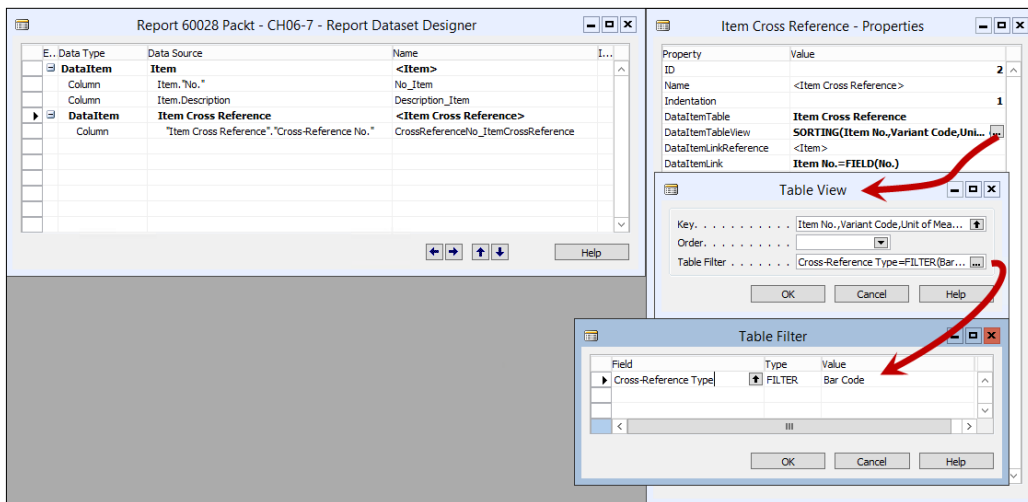 Report 60028 Packt - CH06-7 - Report Dataset Designer
E.. Data Type Data Source Name I...
DataItem Item <Item>
Column Item."No." No_Item
Column Item.Description Description_Item
DataItem Item Cross Reference <Item Cross Reference>
Column "Item Cross Reference"."Cross-Reference No." CrossReferenceNo_ItemCrossReference
Help
Item Cross Reference - Properties
Property Value
ID 2
Name <Item Cross Reference>
Indentation 1
DataItemTable Item Cross Reference
DataItemTableView SORTING(Item No.,Variant Code,Uni...
DataItemLinkReference <Item>
DataItemLink Item No.=FIELD(No.)
Table View
Key. . . . . . . . . . . Item No.,Variant Code,Unit of Mea...
Order. . . . . . . . . .
Table Filter . . . . . . . Cross-Reference Type=FILTER(Bar... ...
OK Cancel Help
Table Filter
Field Type Value
Cross-Reference Type FILTER Bar Code
OK Cancel Help